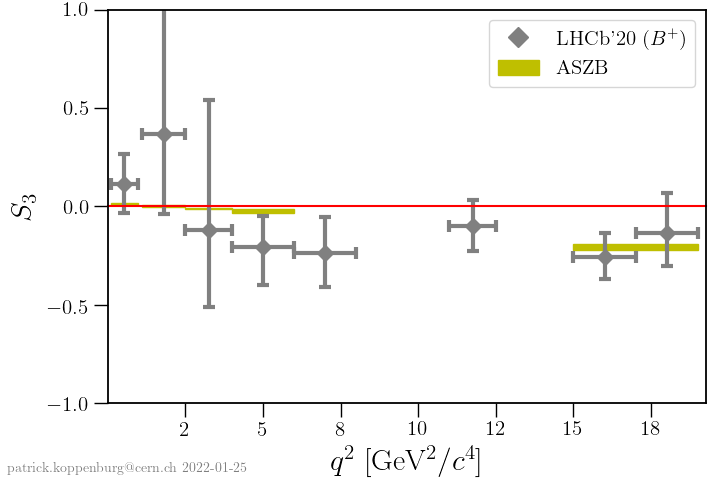 1.0
0.5
0.0
−0.5
−1.0
S₃
LHCb'20 (B⁺)
ASZB
2 5 8 10 12 15 18
q² [GeV²/c⁴]
patrick.koppenburg@cern.ch 2022-01-25